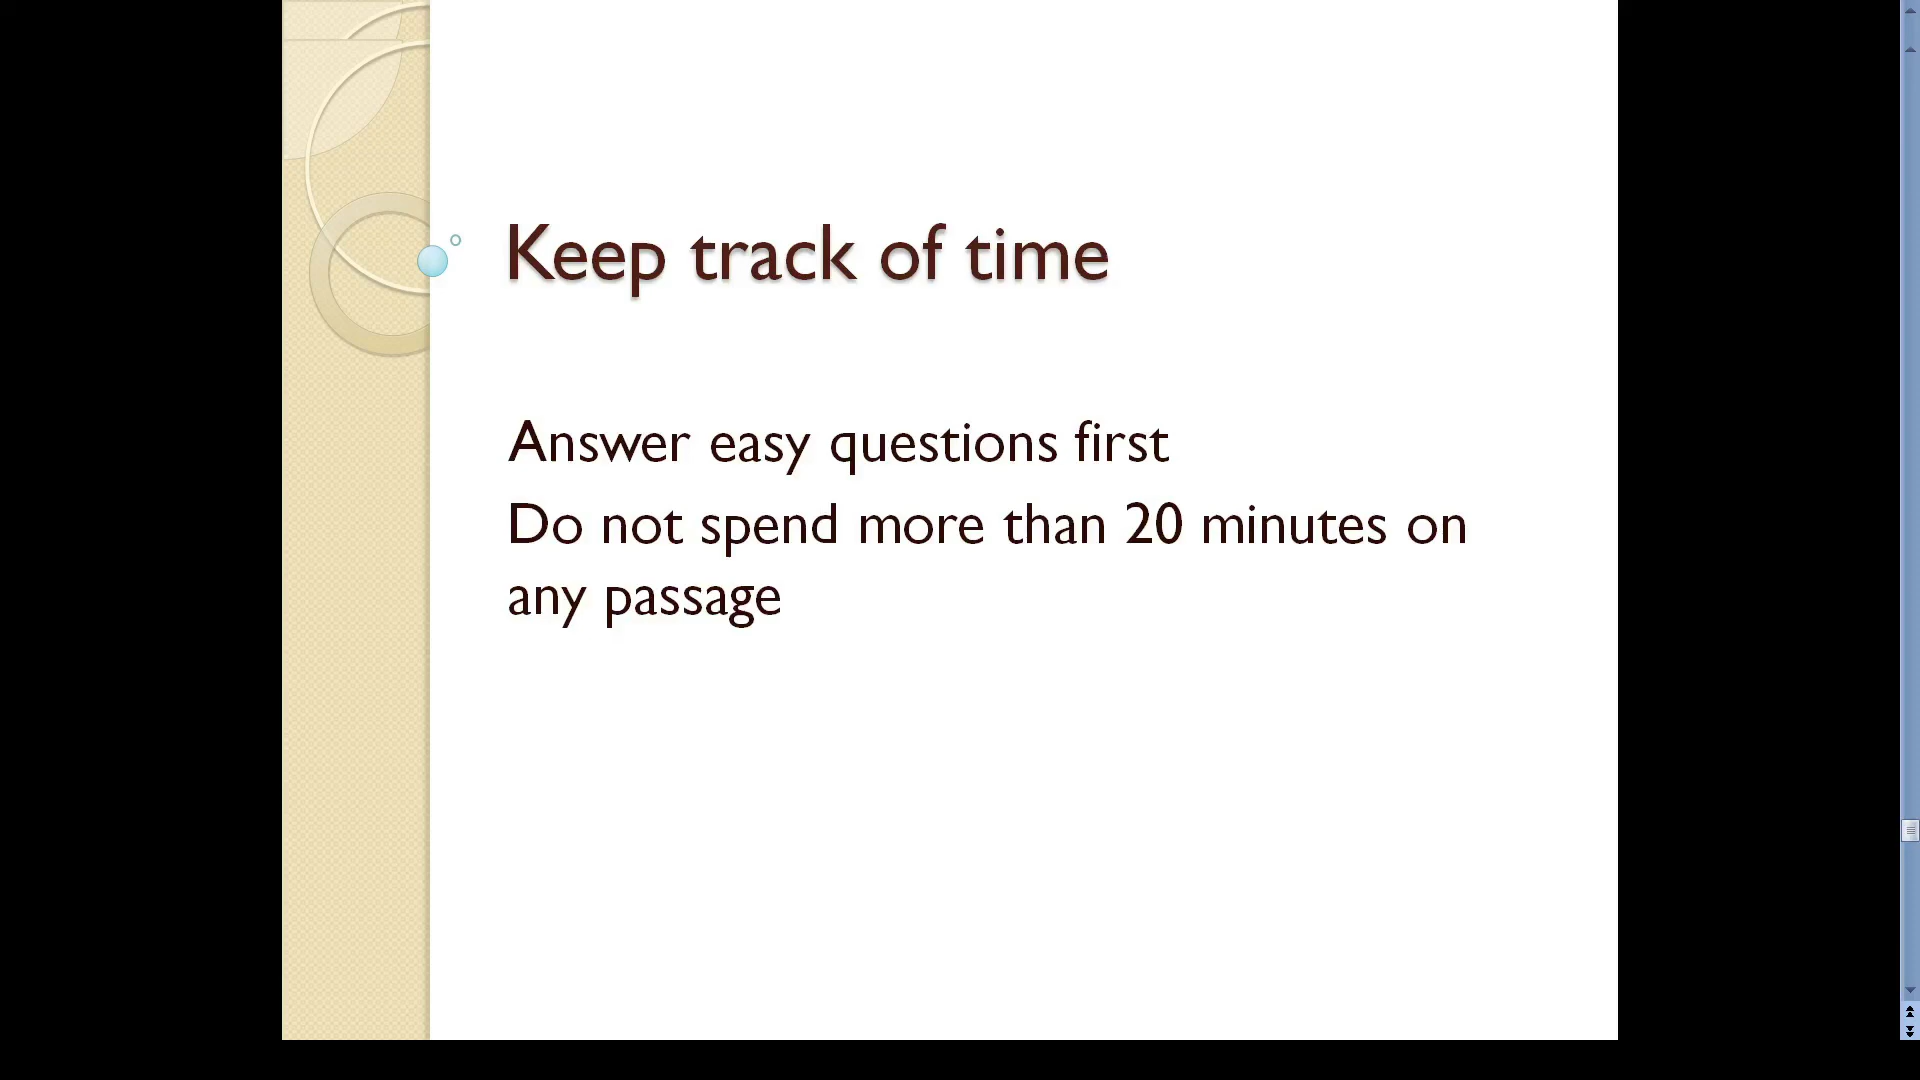 Keep track of time
Answer easy questions first
Do not spend more than 20 minutes on
any passage